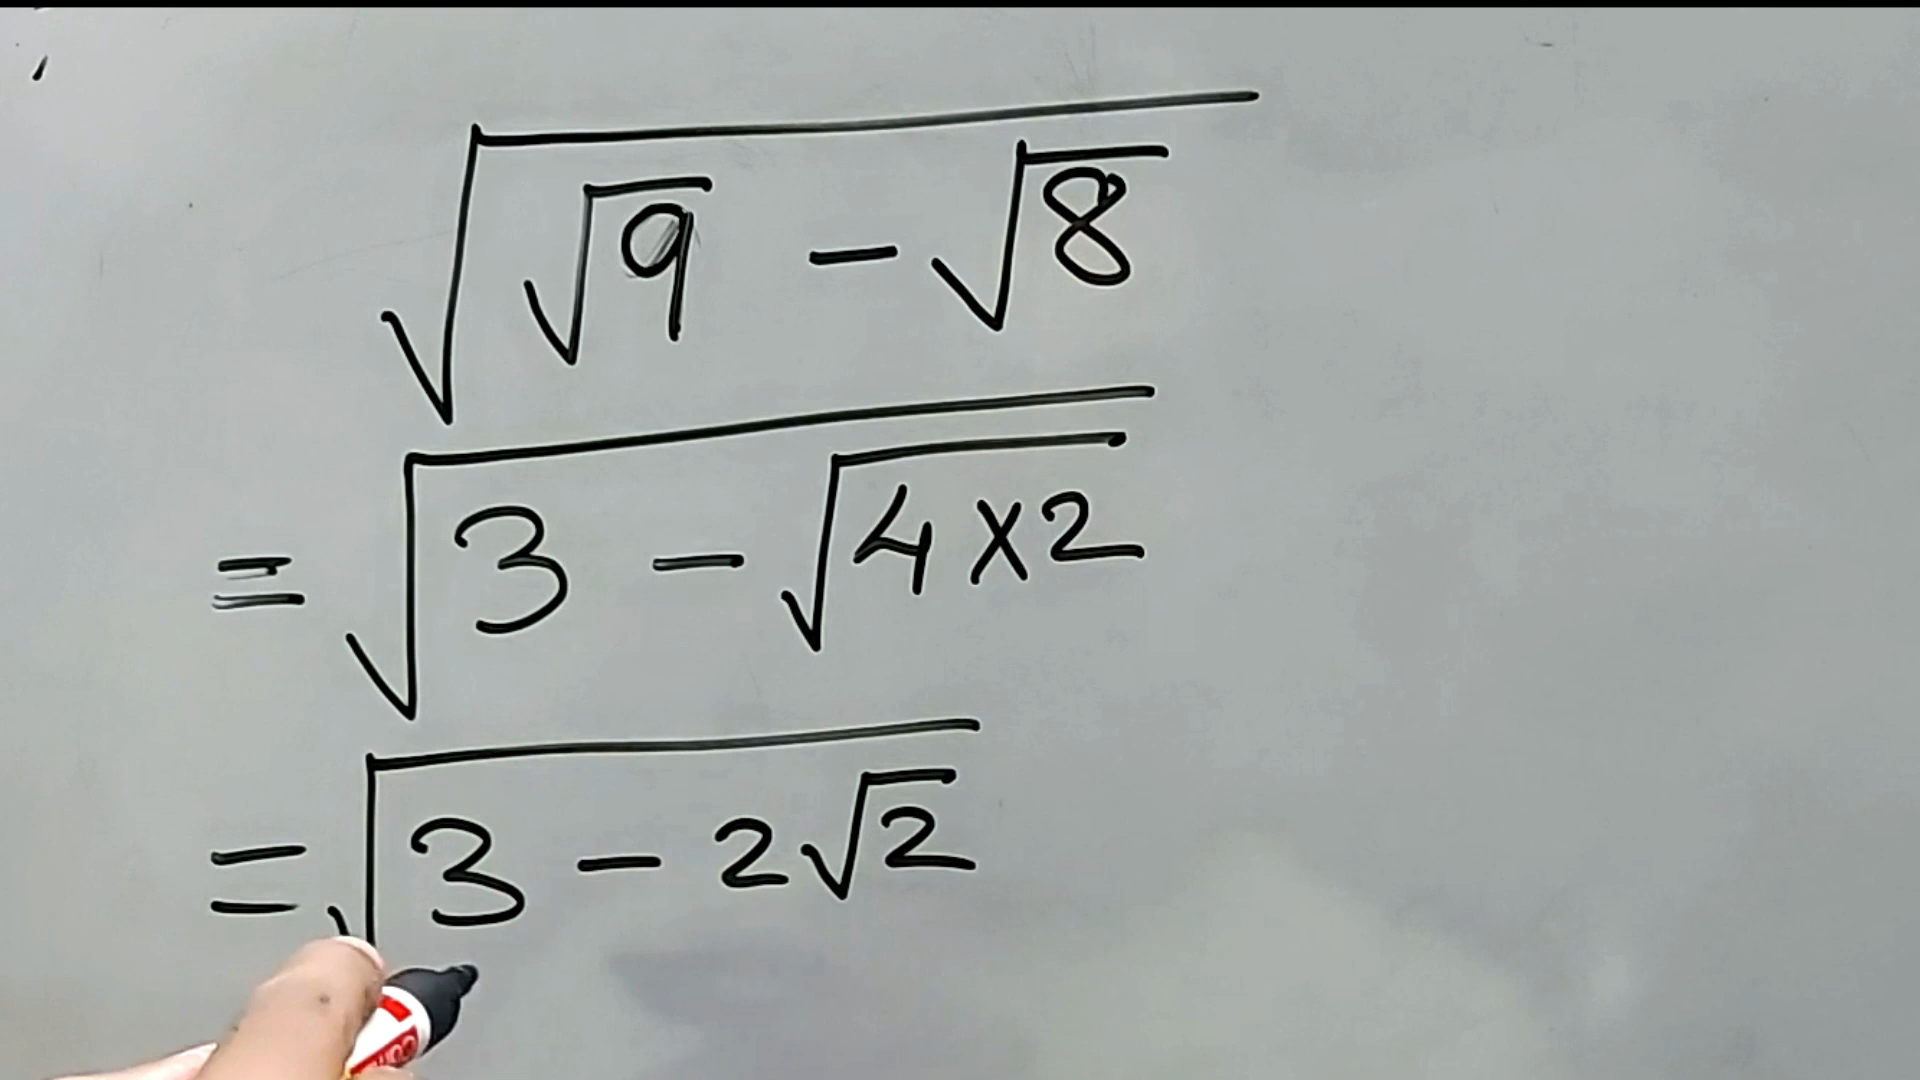 √(√9 - √8)
= √(3 - √(4 × 2))
= √(3 - 2√2)